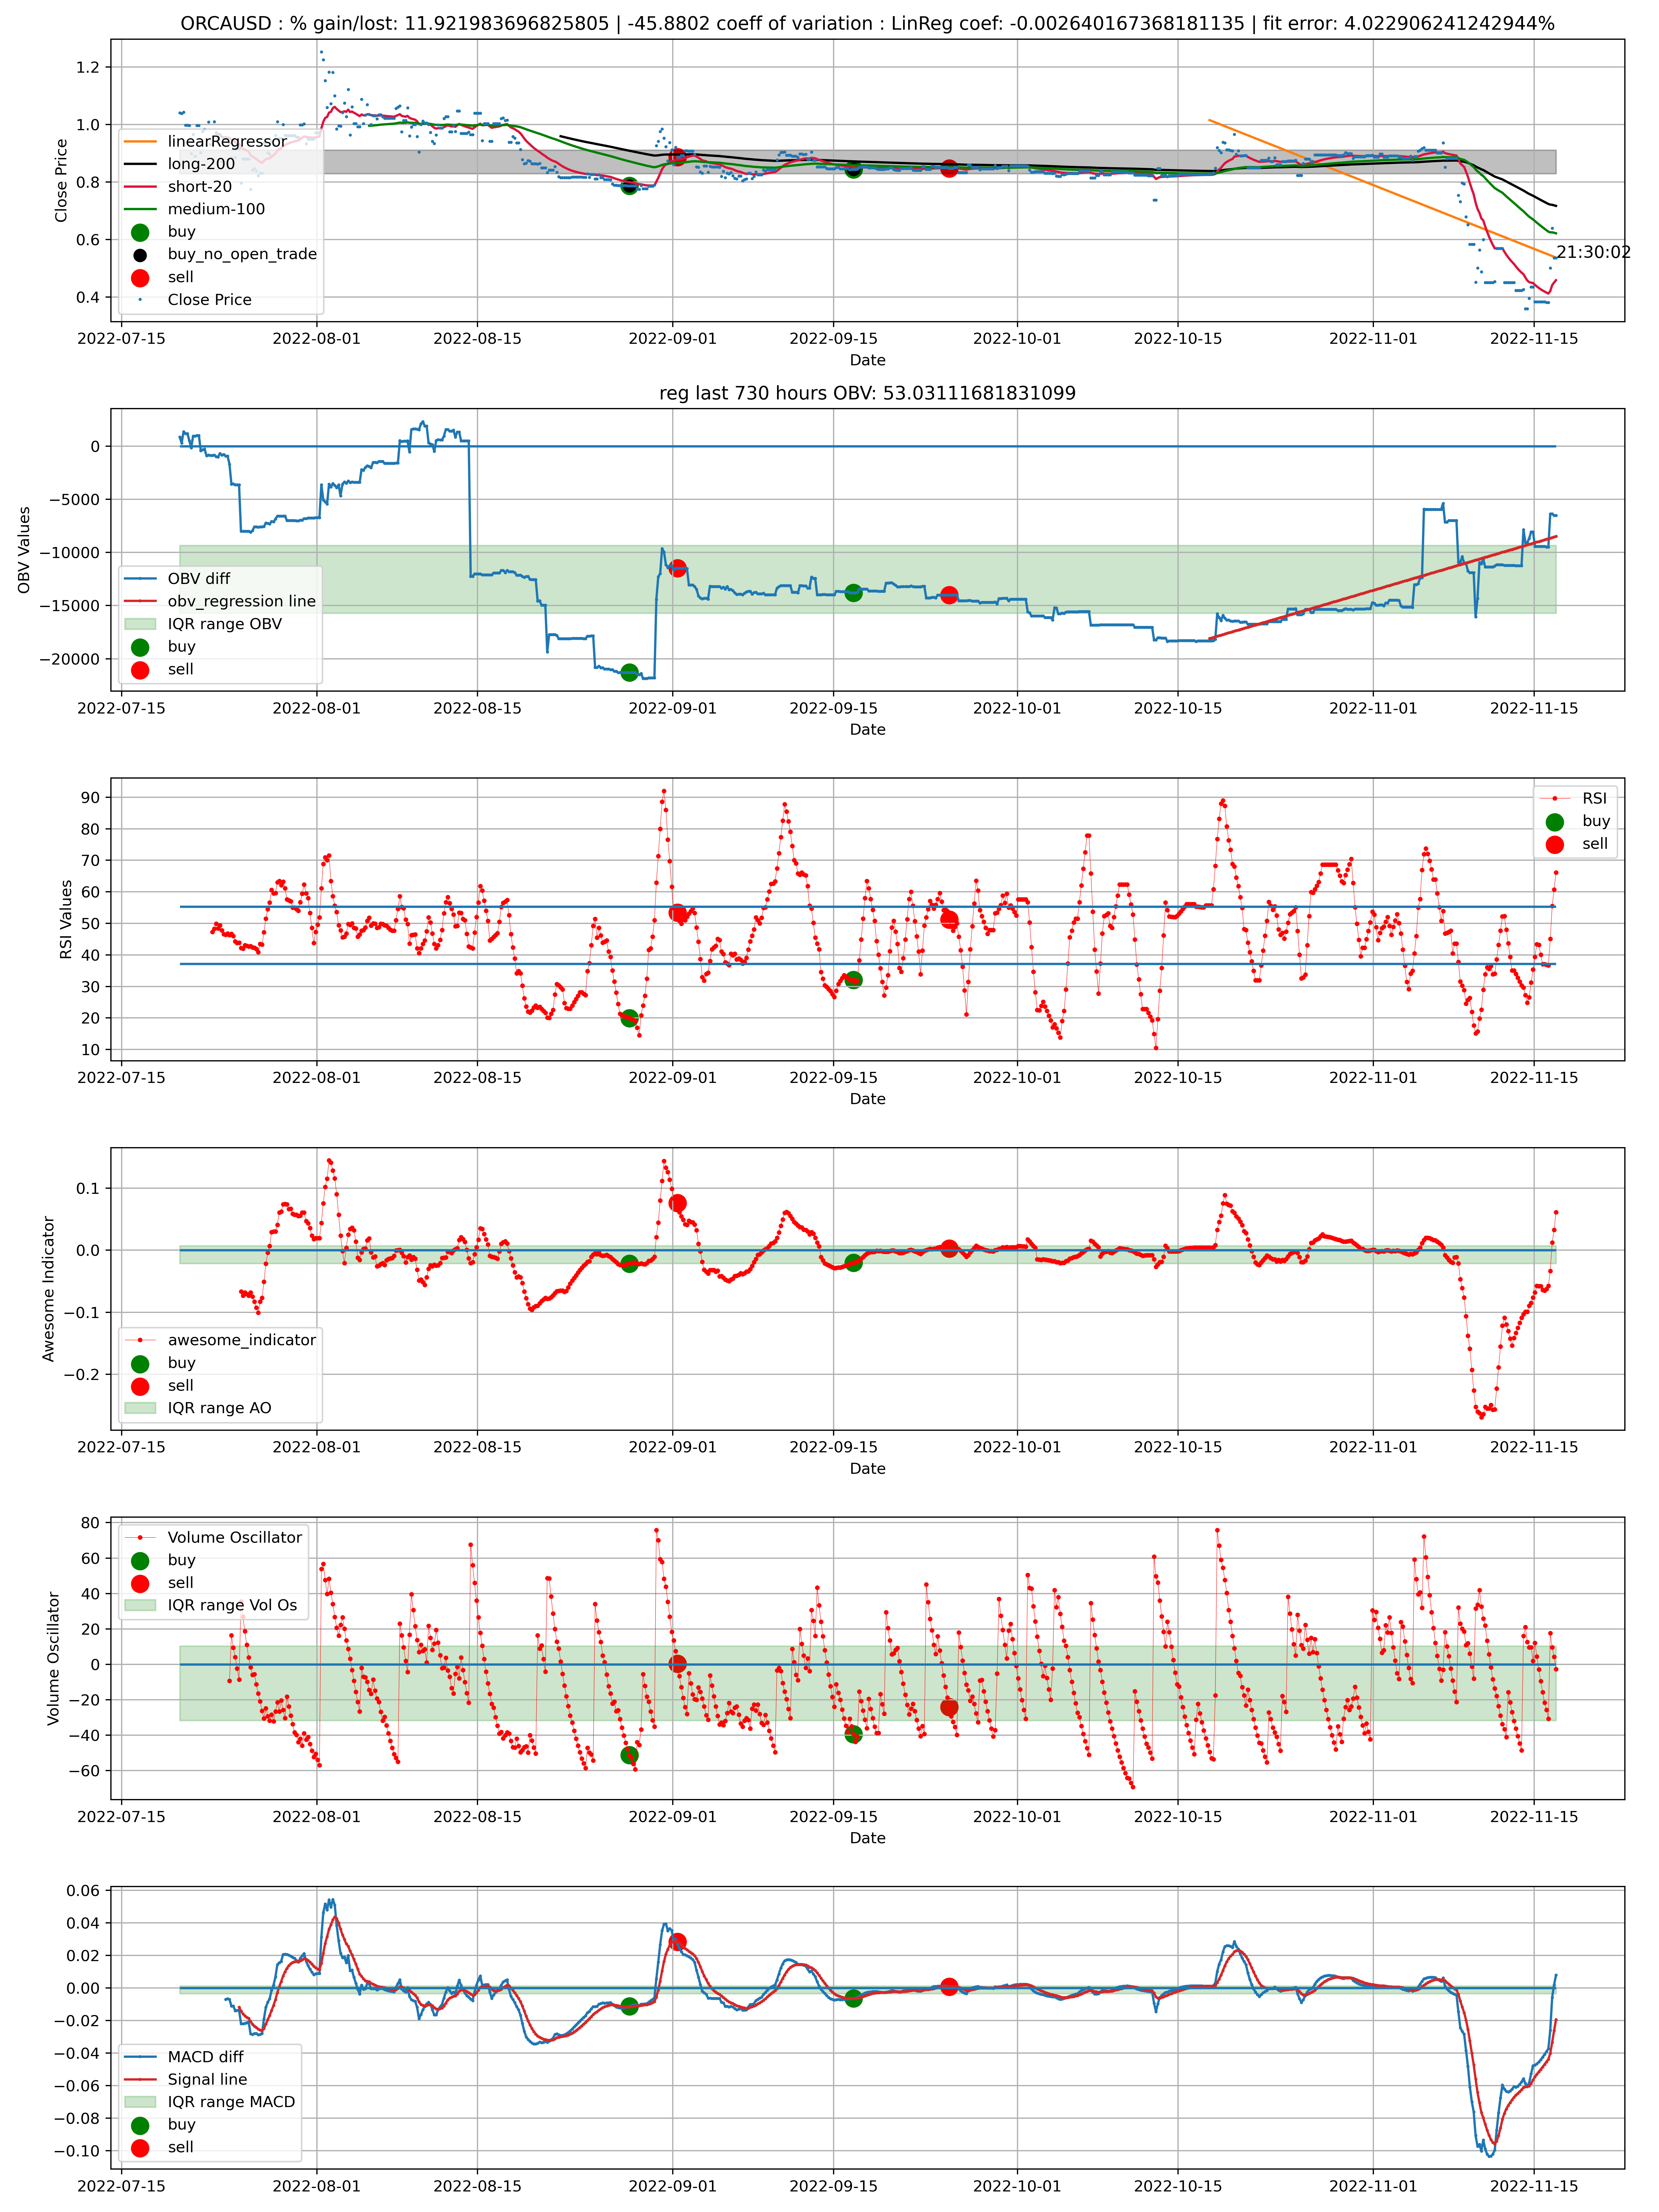 ORCAUSD : % gain/lost: 11.921983696825805 | -45.8802 coeff of variation : LinReg coef: -0.002640167368181135 | fit error: 4.022906241242944%
Close Price
1.2
1.0
0.8
0.6
0.4
linearRegressor
long-200
short-20
medium-100
buy
buy_no_open_trade
sell
Close Price
21:30:02
2022-07-15 2022-08-01 2022-08-15 2022-09-01 2022-09-15 2022-10-01 2022-10-15 2022-11-01 2022-11-15
Date
reg last 730 hours OBV: 53.03111681831099
OBV Values
0
−5000
−10000
−15000
−20000
OBV diff
obv_regression line
IQR range OBV
buy
sell
2022-07-15 2022-08-01 2022-08-15 2022-09-01 2022-09-15 2022-10-01 2022-10-15 2022-11-01 2022-11-15
Date
RSI Values
90
80
70
60
50
40
30
20
10
RSI
buy
sell
2022-07-15 2022-08-01 2022-08-15 2022-09-01 2022-09-15 2022-10-01 2022-10-15 2022-11-01 2022-11-15
Date
Awesome Indicator
0.1
0.0
−0.1
−0.2
awesome_indicator
buy
sell
IQR range AO
2022-07-15 2022-08-01 2022-08-15 2022-09-01 2022-09-15 2022-10-01 2022-10-15 2022-11-01 2022-11-15
Date
Volume Oscillator
80
60
40
20
0
−20
−40
−60
Volume Oscillator
buy
sell
IQR range Vol Os
2022-07-15 2022-08-01 2022-08-15 2022-09-01 2022-09-15 2022-10-01 2022-10-15 2022-11-01 2022-11-15
Date
0.06
0.04
0.02
0.00
−0.02
−0.04
−0.06
−0.08
−0.10
MACD diff
Signal line
IQR range MACD
buy
sell
2022-07-15 2022-08-01 2022-08-15 2022-09-01 2022-09-15 2022-10-01 2022-10-15 2022-11-01 2022-11-15